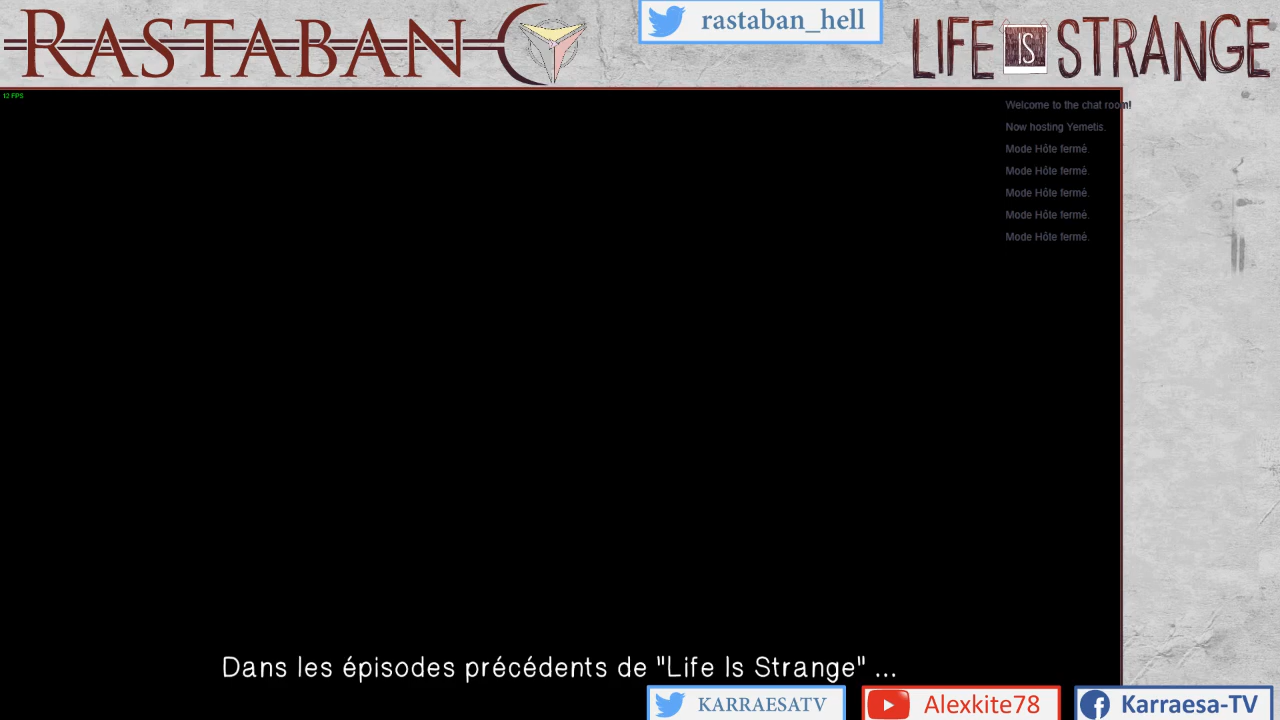 RASTABAN
rastaban_hell
LIFE IS STRANGE
12 FPS
Welcome to the chat room!
Now hosting Yemetis.
Mode Hôte fermé.
Mode Hôte fermé.
Mode Hôte fermé.
Mode Hôte fermé.
Mode Hôte fermé.
Dans les épisodes précédents de "Life Is Strange" ...
KARRAESATV
Alexkite78
Karraesa-TV